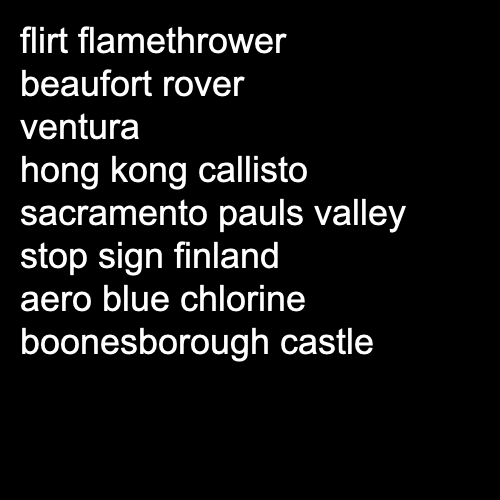 flirt flamethrower
beaufort rover
ventura
hong kong callisto
sacramento pauls valley
stop sign finland
aero blue chlorine
boonesborough castle